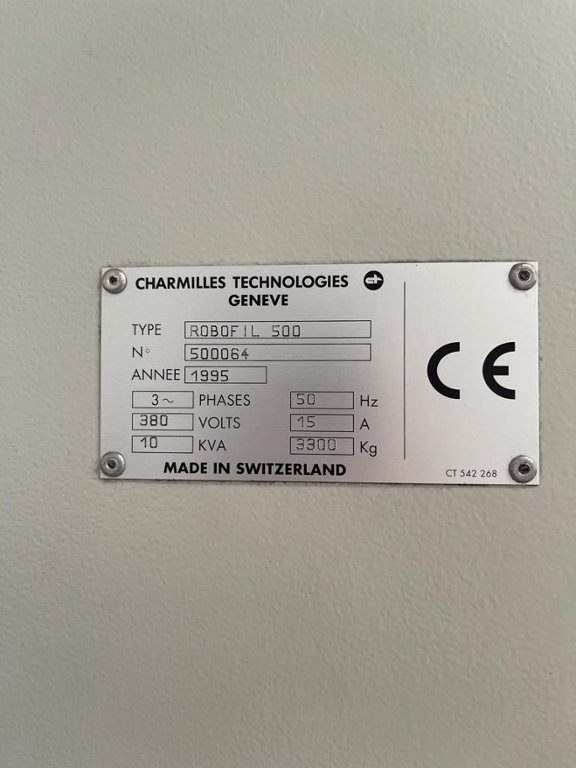 CHARMILLES TECHNOLOGIES
GENEVE
TYPE ROBOFIL 500
N° 500064
ANNEE 1995
3~ PHASES 50 Hz
380 VOLTS 15 A
10 KVA 3300 Kg
MADE IN SWITZERLAND
CE
CT 542 268